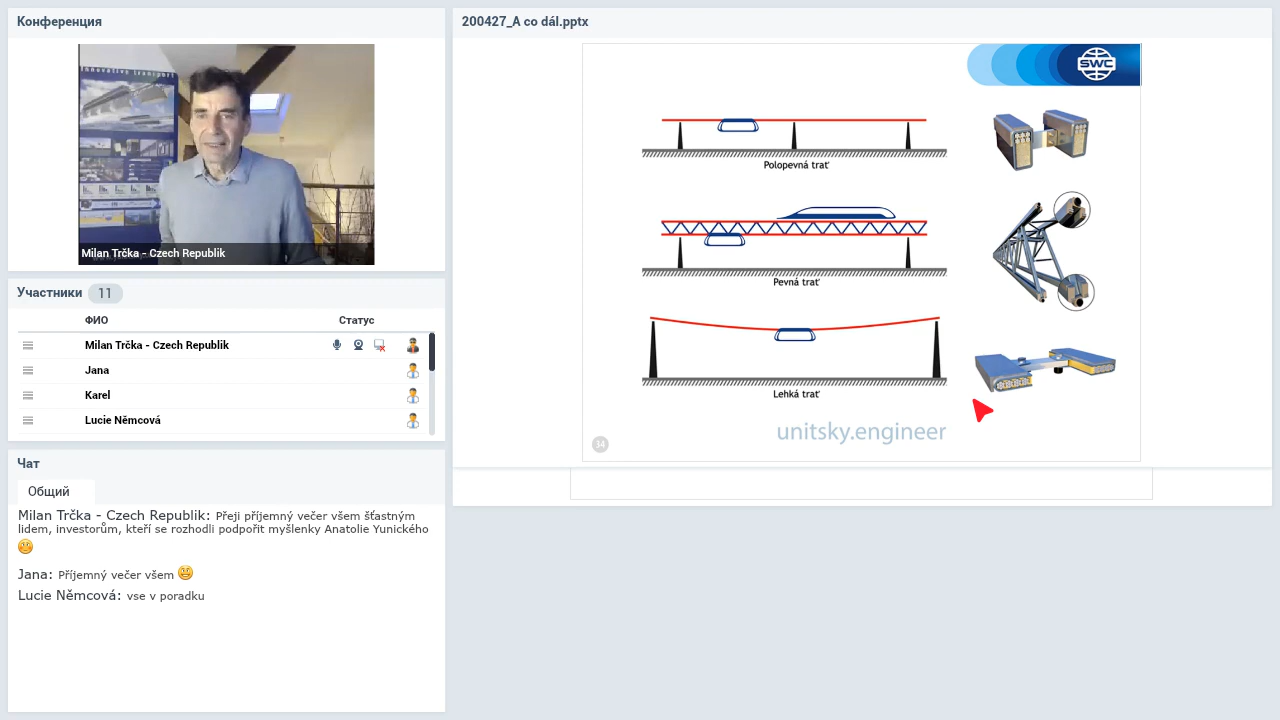 Конференция
innovative transport
Milan Trčka - Czech Republik
Участники 11
ФИО Статус
Milan Trčka - Czech Republik
Jana
Karel
Lucie Němcová
Чат
Общий
Milan Trčka - Czech Republik: Přeji příjemný večer všem šťastným
lidem, investorům, kteří se rozhodli podpořit myšlenky Anatolie Yunického
Jana: Příjemný večer všem
Lucie Němcová: vse v poradku
200427_A co dál.pptx
SWC
Polopevná trať
Pevná trať
Lehká trať
unitsky.engineer
34